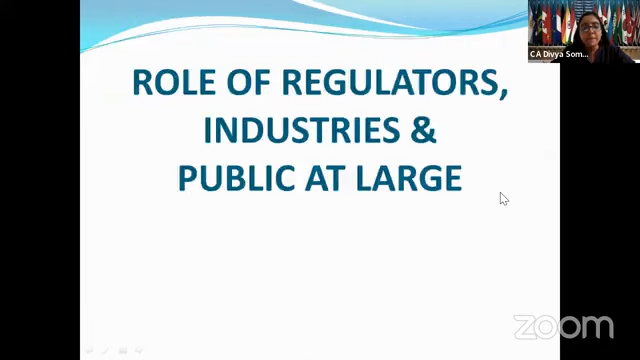 CA Divya Som...
ROLE OF REGULATORS,
INDUSTRIES &
PUBLIC AT LARGE
zoom